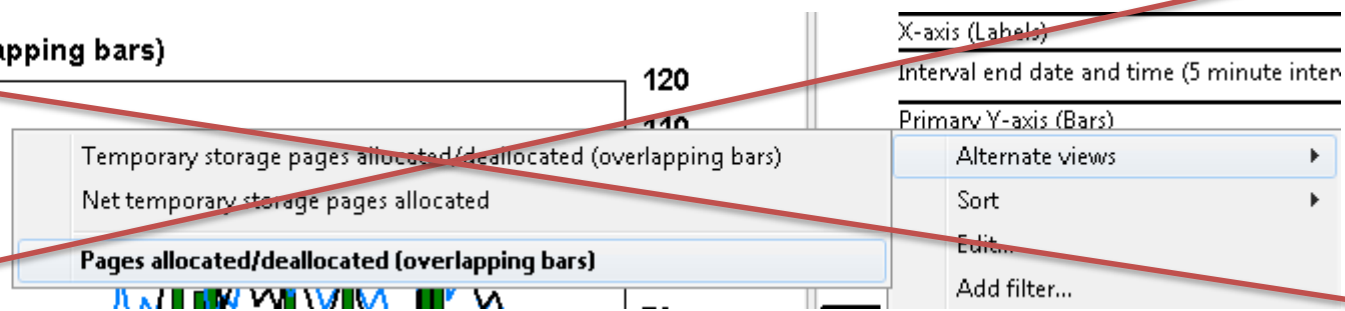 apping bars)
120
110
X-axis (Labels)
Interval end date and time (5 minute inter
Primary Y-axis (Bars)
Temporary storage pages allocated/deallocated (overlapping bars)
Net temporary storage pages allocated
Pages allocated/deallocated (overlapping bars)
Alternate views
Sort
Edit...
Add filter...